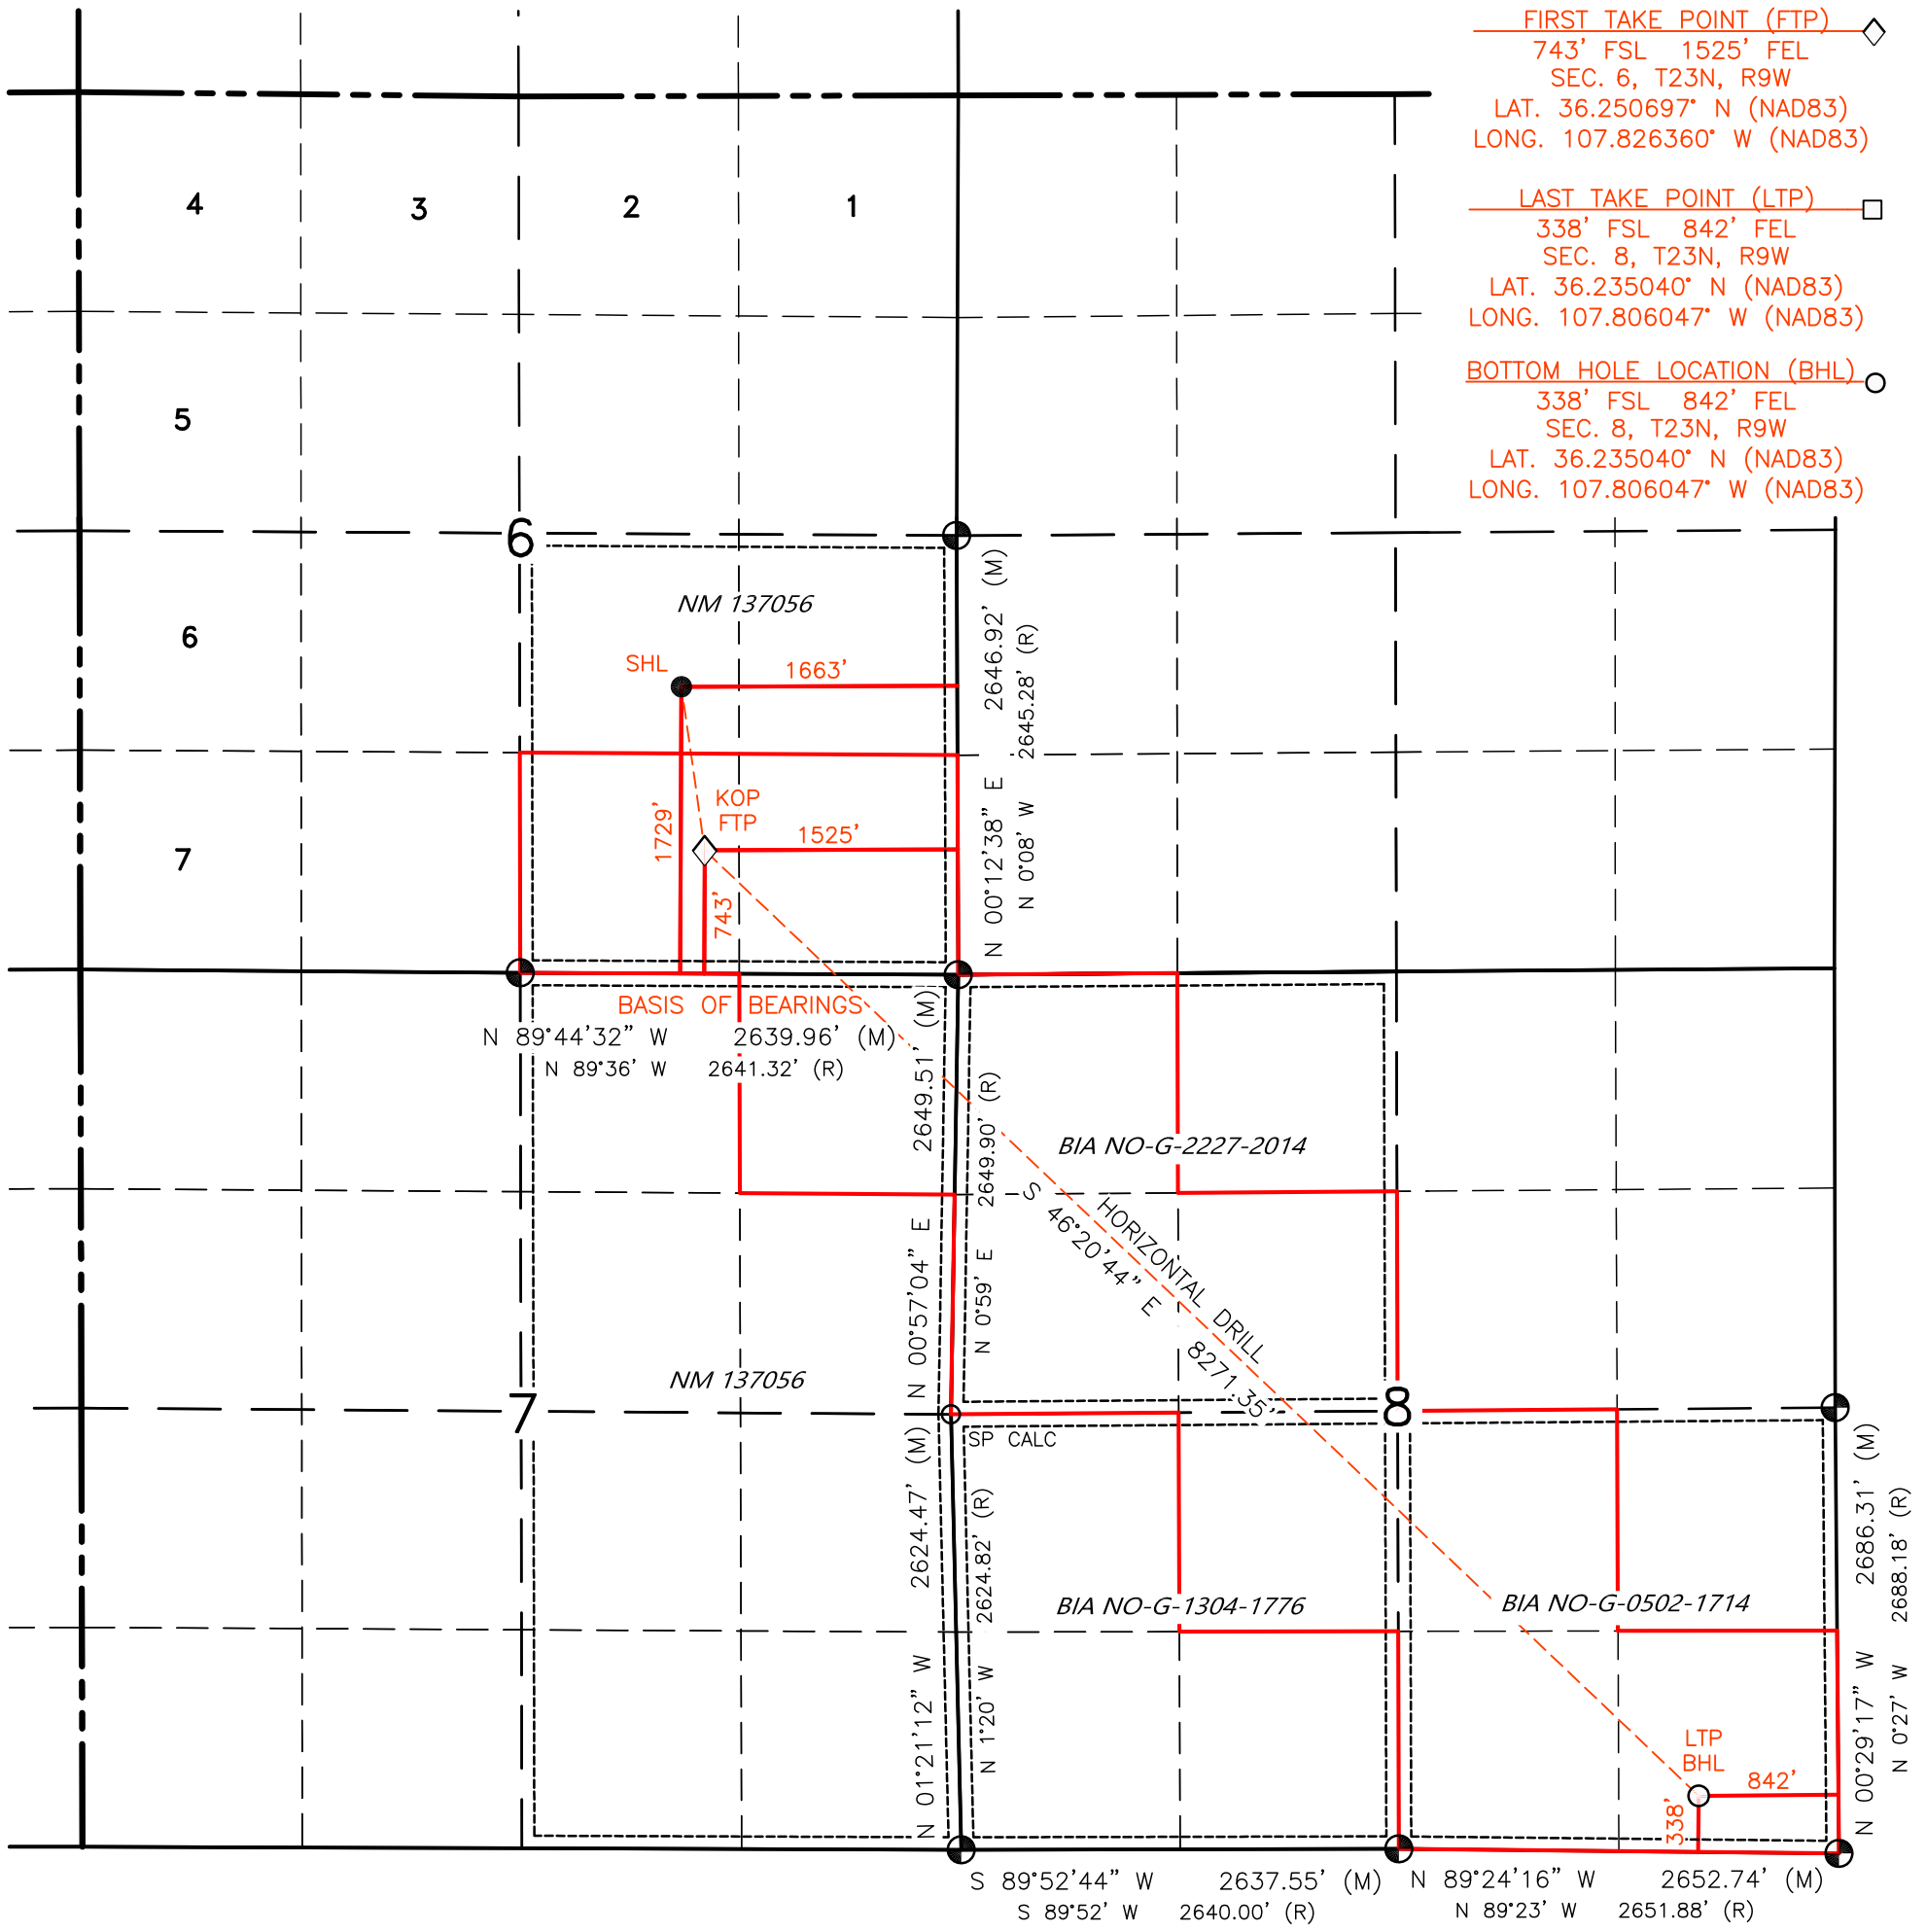 FIRST TAKE POINT (FTP)
743' FSL 1525' FEL
SEC. 6, T23N, R9W
LAT. 36.250697° N (NAD83)
LONG. 107.826360° W (NAD83)
LAST TAKE POINT (LTP)
338' FSL 842' FEL
SEC. 8, T23N, R9W
LAT. 36.235040° N (NAD83)
LONG. 107.806047° W (NAD83)
BOTTOM HOLE LOCATION (BHL)
338' FSL 842' FEL
SEC. 8, T23N, R9W
LAT. 36.235040° N (NAD83)
LONG. 107.806047° W (NAD83)
4
3
2
1
5
6
6
7
NM 137056
SHL
1663'
1729'
KOP
FTP
1525'
743'
N 00°12'38" E 2646.92' (M)
N 0°08' W 2645.28' (R)
BASIS OF BEARINGS
N 89°44'32" W 2639.96' (M)
N 89°36' W 2641.32' (R)
N 00°57'04" E 2649.51' (M)
N 0°59' E 2649.90' (R)
BIA NO-G-2227-2014
HORIZONTAL DRILL
S 46°20'44" E 8271.35'
NM 137056
7
8
SP CALC
N 01°21'12" W 2624.47' (M)
N 1°20' W 2624.82' (R)
BIA NO-G-1304-1776
BIA NO-G-0502-1714
N 00°29'17" W 2686.31' (M)
N 0°27' W 2688.18' (R)
LTP
BHL
842'
338'
S 89°52'44" W 2637.55' (M)
S 89°52' W 2640.00' (R)
N 89°24'16" W 2652.74' (M)
N 89°23' W 2651.88' (R)